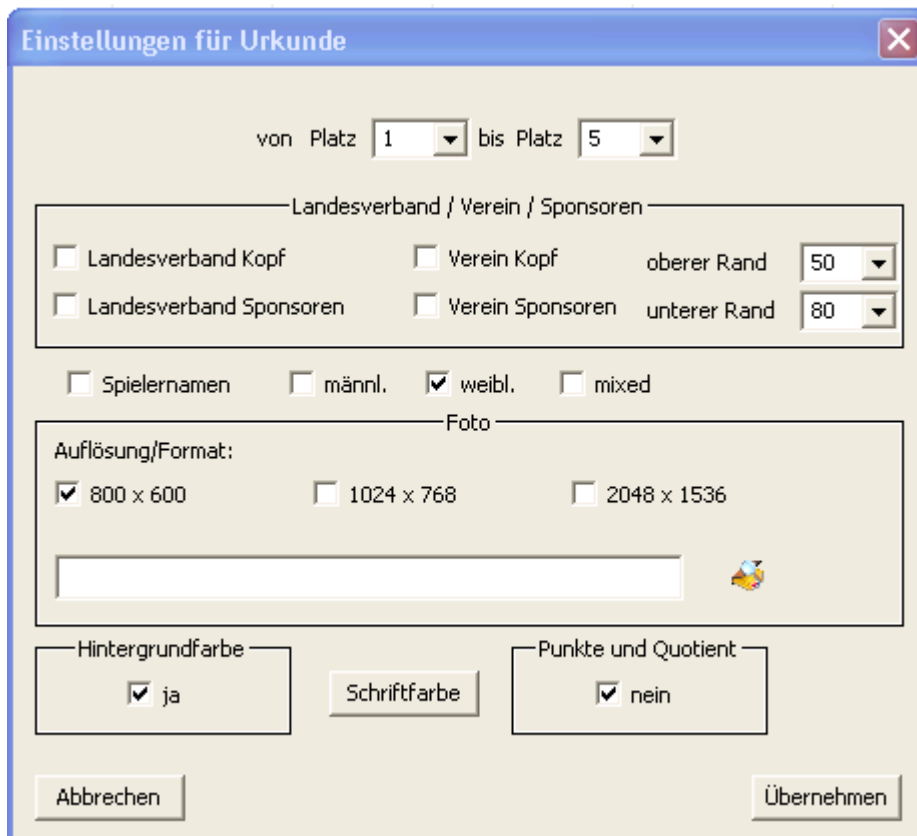 Einstellungen für Urkunde
von Platz 1 bis Platz 5
Landesverband / Verein / Sponsoren
Landesverband Kopf Verein Kopf oberer Rand 50
Landesverband Sponsoren Verein Sponsoren unterer Rand 80
Spielernamen männl. weibl. mixed
Foto
Auflösung/Format:
800 x 600 1024 x 768 2048 x 1536
Hintergrundfarbe Punkte und Quotient
ja Schriftfarbe nein
Abbrechen Übernehmen